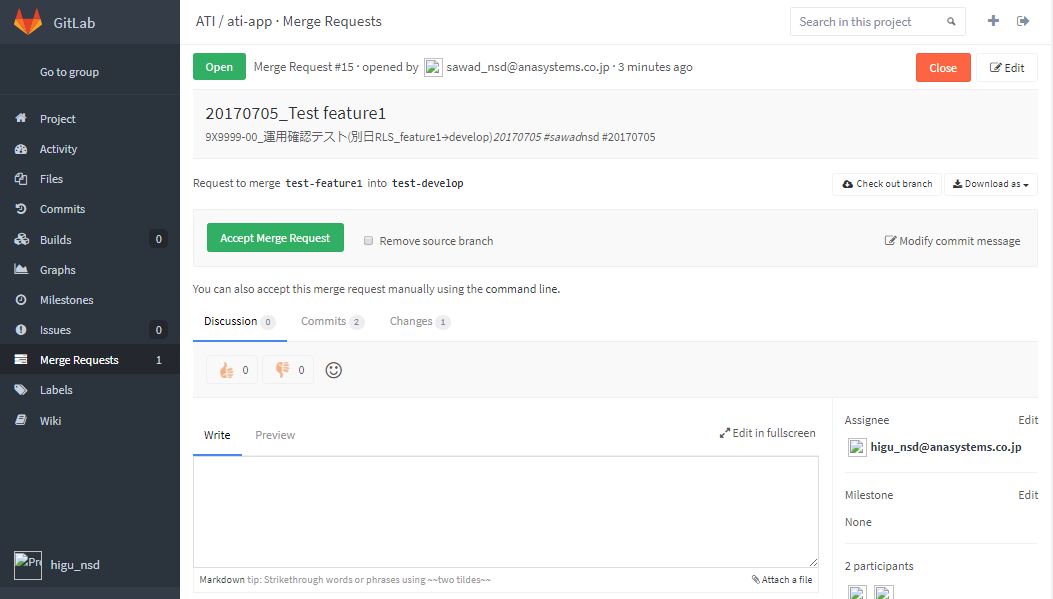 GitLab
ATI / ati-app · Merge Requests
Search in this project
Go to group
Project
Activity
Files
Commits
Builds 0
Graphs
Milestones
Issues 0
Merge Requests 1
Labels
Wiki
higu_nsd
Open Merge Request #15 · opened by sawad_nsd@anasystems.co.jp · 3 minutes ago
Close Edit
20170705_Test feature1
9X9999-00_運用確認テスト(別日RLS_feature1→develop)20170705 #sawadnsd #20170705
Request to merge test-feature1 into test-develop
Check out branch Download as
Accept Merge Request Remove source branch Modify commit message
You can also accept this merge request manually using the command line.
Discussion 0 Commits 2 Changes 1
0 0
Write Preview Edit in fullscreen
Markdown tip: Strikethrough words or phrases using ~~two tildes~~ Attach a file
Assignee Edit
higu_nsd@anasystems.co.jp
Milestone Edit
None
2 participants